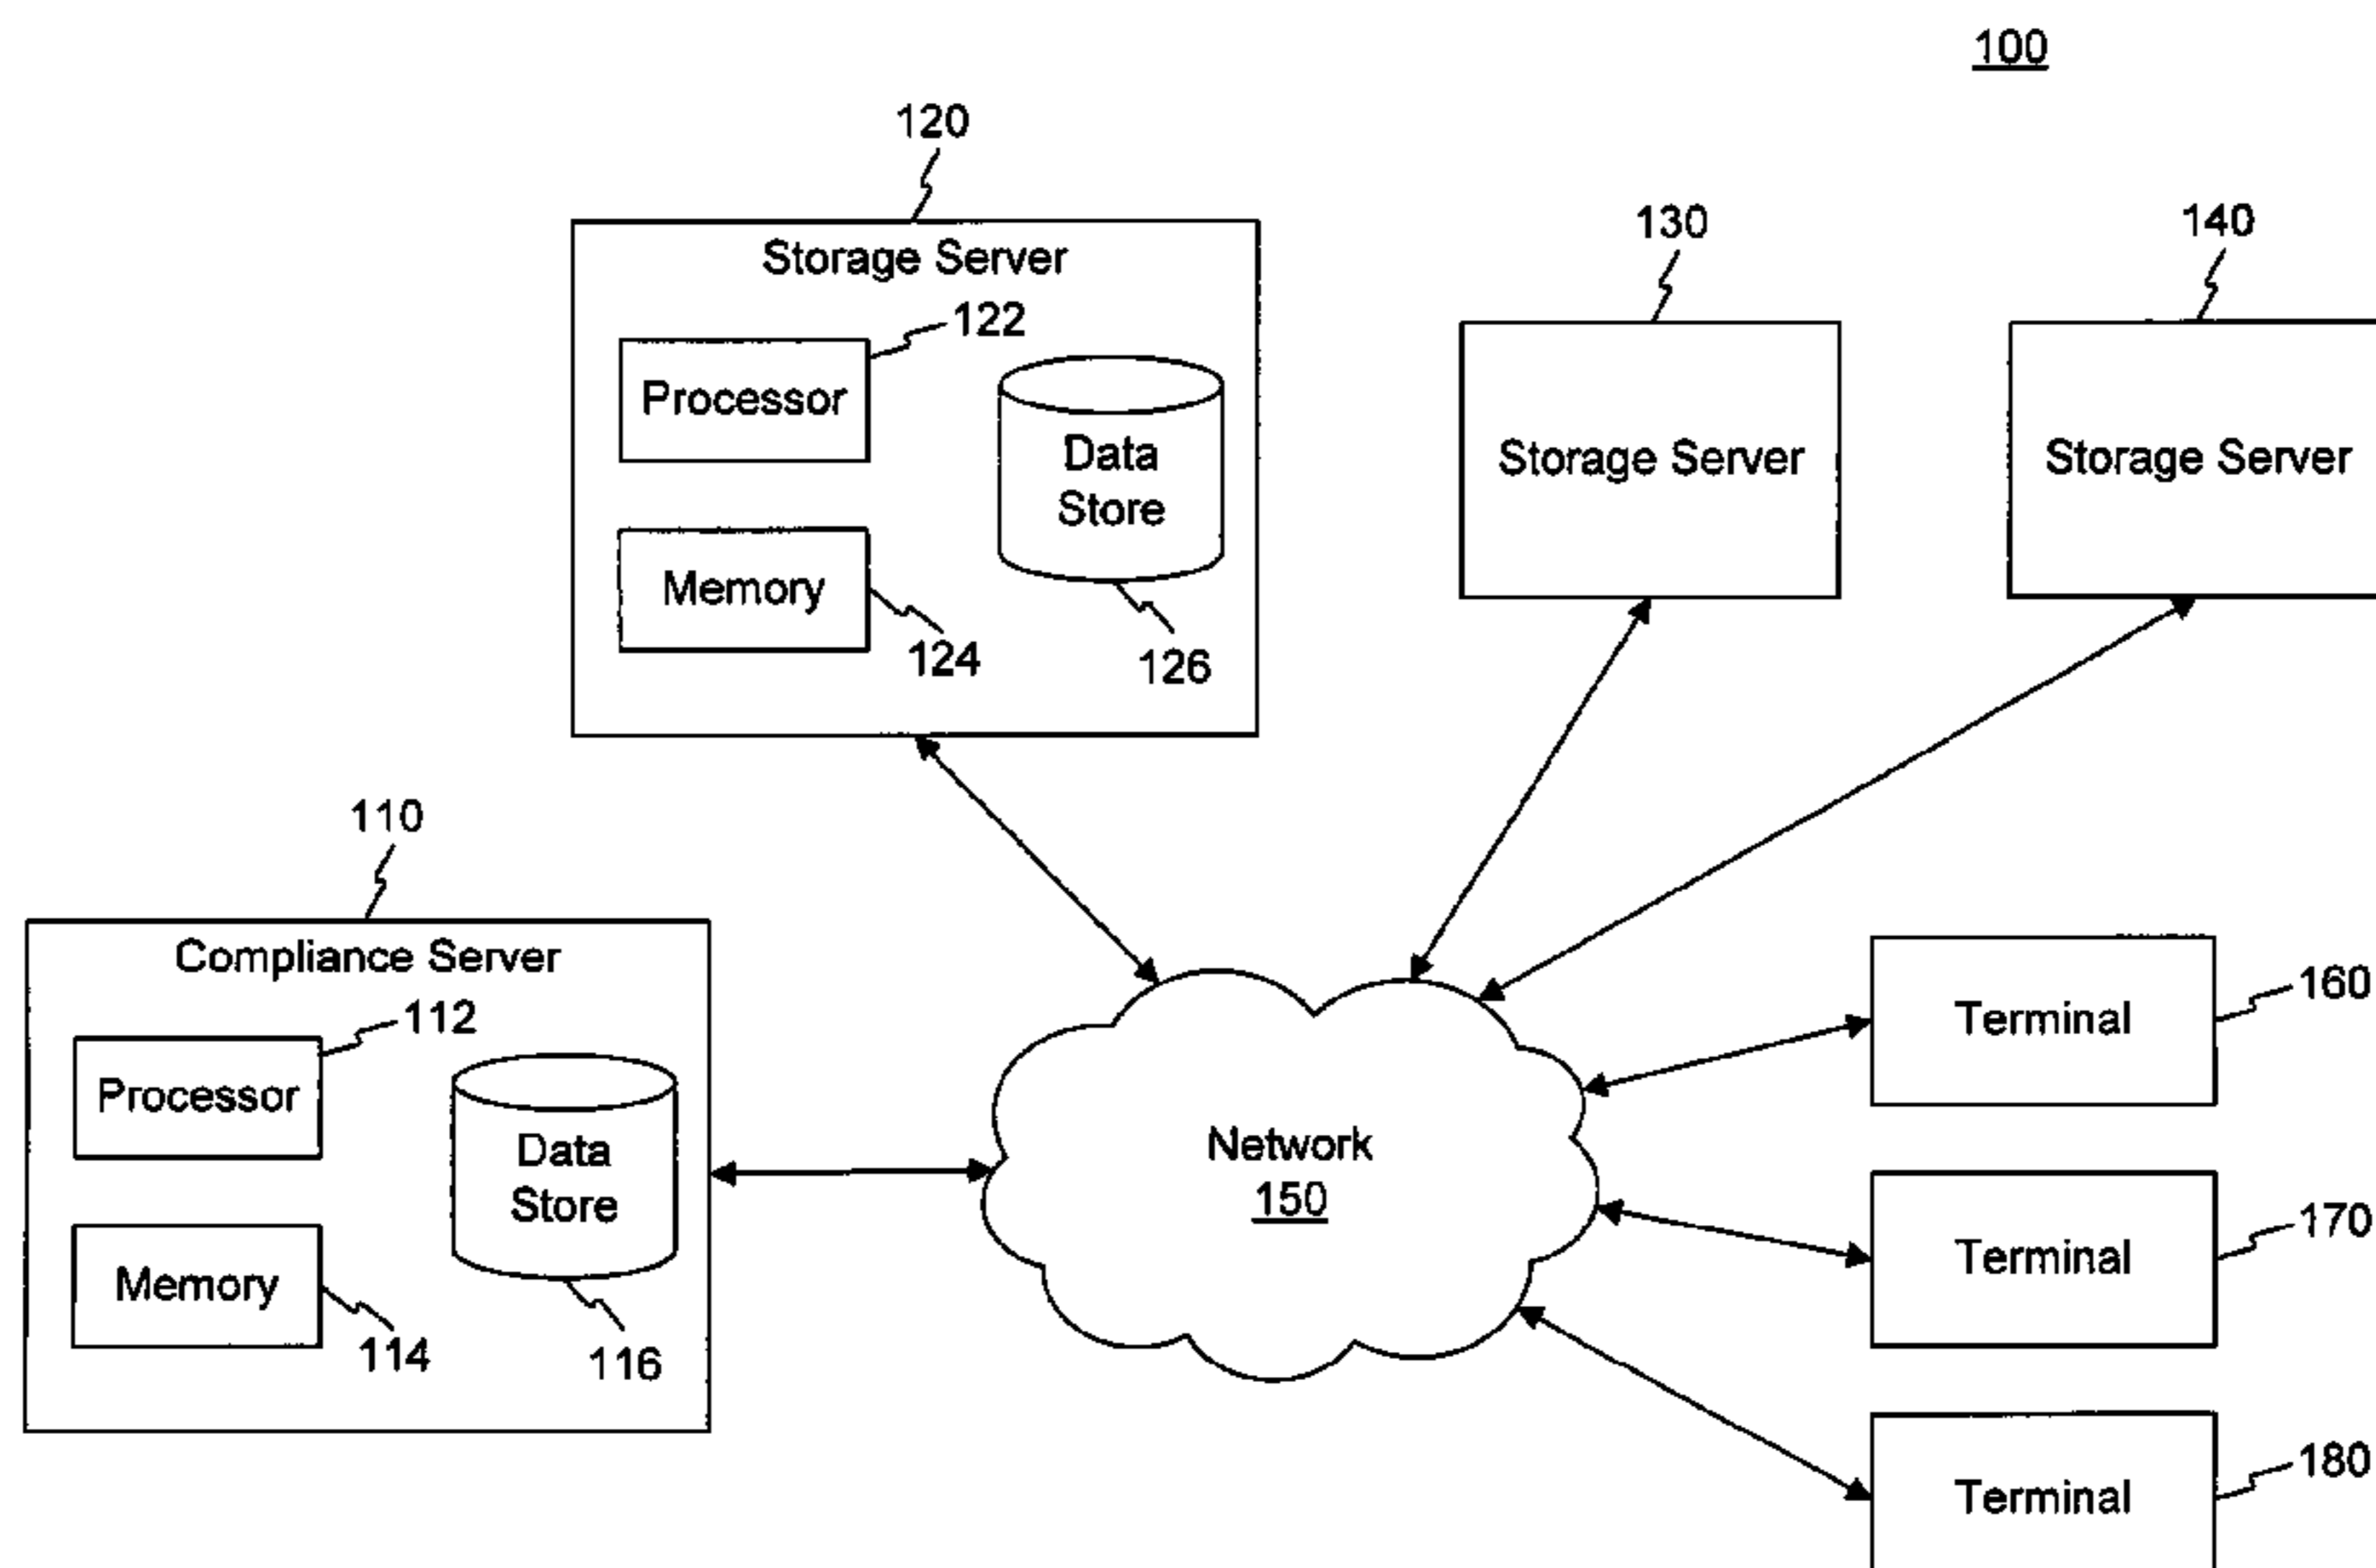 100
120
130
140
Storage Server
122
Processor
Data
Store
Memory
124
126
Storage Server
Storage Server
110
Compliance Server
112
Processor
Data
Store
Memory
114
116
Network
150
Terminal
160
Terminal
170
Terminal
180